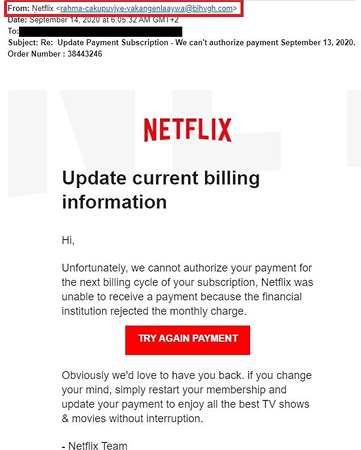 From: Netflix <rahma-cakupuviye-vakangenlaaywa@bihvgh.com>
Date: September 14, 2020 at 6:05:32 AM GMT+2
To:
Subject: Re: Update Payment Subscription - We can't authorize payment September 13, 2020.
Order Number : 38443246
NETFLIX
Update current billing
information
Hi,
Unfortunately, we cannot authorize your payment for
the next billing cycle of your subscription, Netflix was
unable to receive a payment because the financial
institution rejected the monthly charge.
TRY AGAIN PAYMENT
Obviously we'd love to have you back. if you change
your mind, simply restart your membership and
update your payment to enjoy all the best TV shows
& movies without interruption.
- Netflix Team